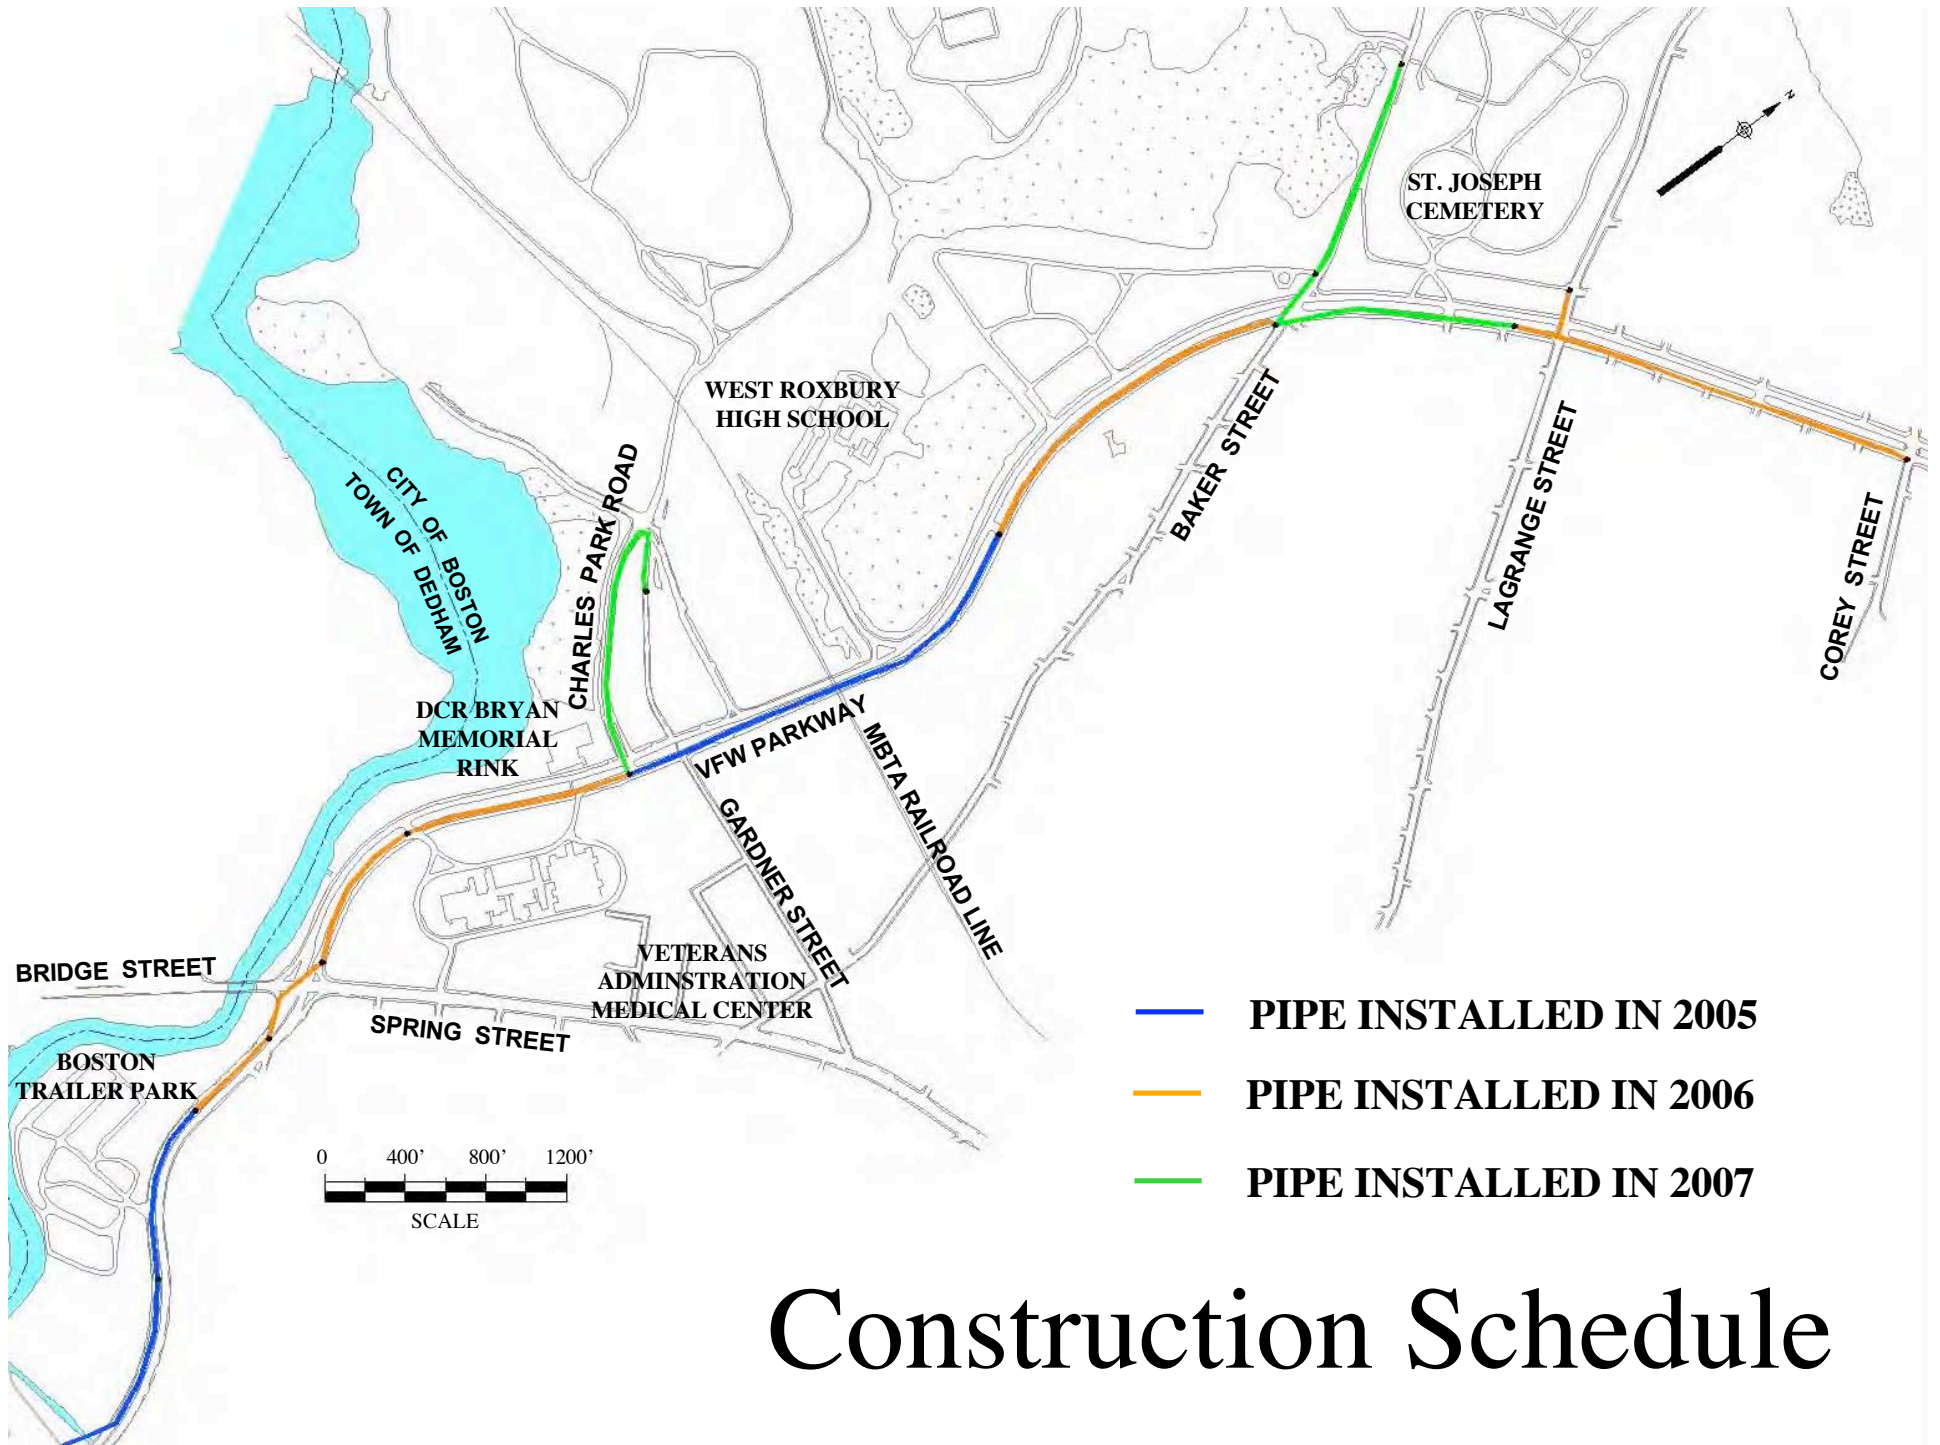 N
ST. JOSEPH
CEMETERY
WEST ROXBURY
HIGH SCHOOL
BAKER STREET
LAGRANGE STREET
COREY STREET
CHARLES PARK ROAD
CITY OF BOSTON
TOWN OF DEDHAM
DCR BRYAN
MEMORIAL
RINK
VFW PARKWAY
MBTA RAILROAD LINE
GARDNER STREET
VETERANS
ADMINSTRATION
MEDICAL CENTER
BRIDGE STREET
SPRING STREET
BOSTON
TRAILER PARK
0 400’ 800’ 1200’
SCALE
PIPE INSTALLED IN 2005
PIPE INSTALLED IN 2006
PIPE INSTALLED IN 2007
Construction Schedule